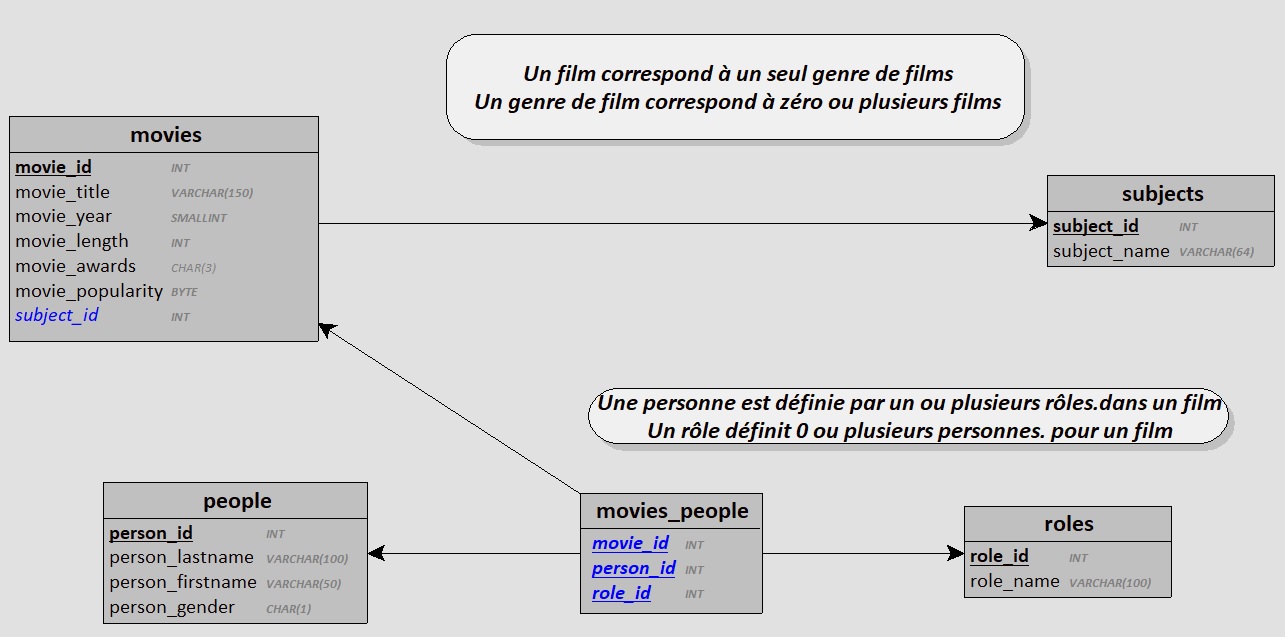 Un film correspond à un seul genre de films
Un genre de film correspond à zéro ou plusieurs films
movies
movie_id INT
movie_title VARCHAR(150)
movie_year SMALLINT
movie_length INT
movie_awards CHAR(3)
movie_popularity BYTE
subject_id INT
subjects
subject_id INT
subject_name VARCHAR(64)
Une personne est définie par un ou plusieurs rôles.dans un film
Un rôle définit 0 ou plusieurs personnes. pour un film
people
person_id INT
person_lastname VARCHAR(100)
person_firstname VARCHAR(50)
person_gender CHAR(1)
movies_people
movie_id INT
person_id INT
role_id INT
roles
role_id INT
role_name VARCHAR(100)